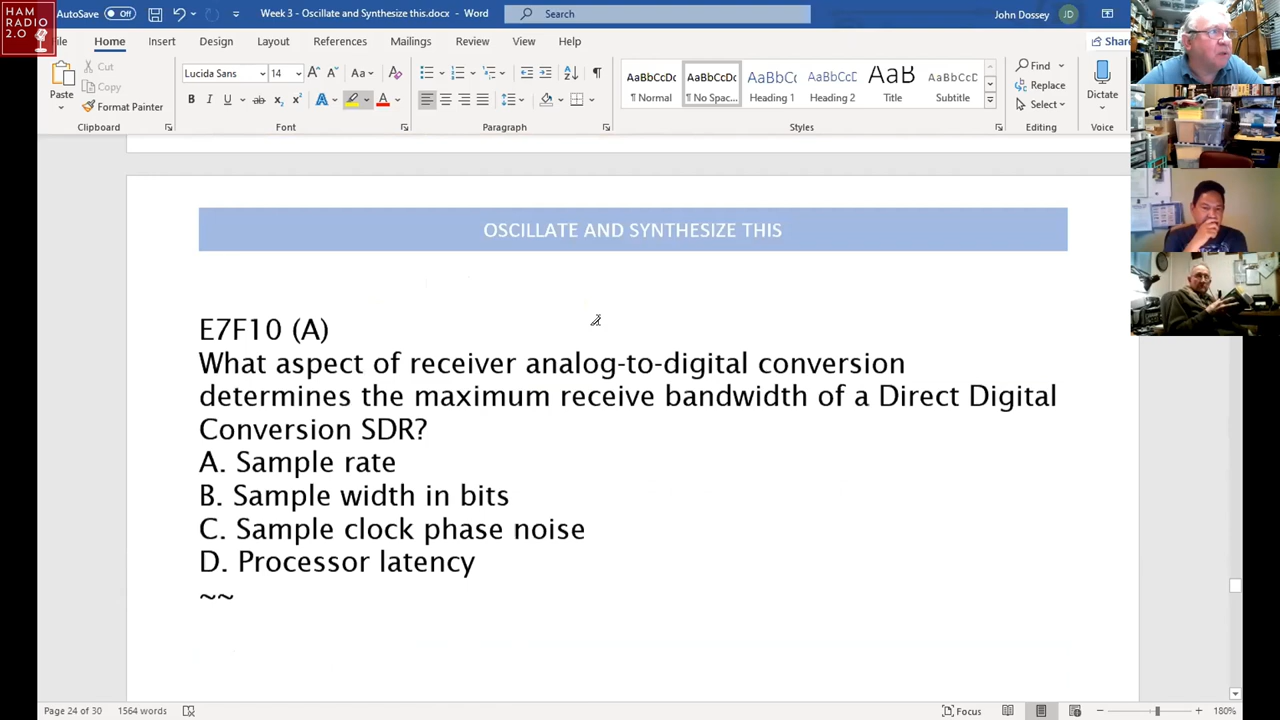 HAM
RADIO
2.0
AutoSave Off Week 3 - Oscillate and Synthesize this.docx - Word Search John Dossey JD
Home Insert Design Layout References Mailings Review View Help Share
Paste Cut Copy Format Painter
Lucida Sans 14
AaBbCcDc AaBbCcDc AaBbCcD AaBbCcD AaB AaBbCcD
¶ Normal ¶ No Spac... Heading 1 Heading 2 Title Subtitle
Find Replace Select
Dictate
Clipboard Font Paragraph Styles Editing Voice
OSCILLATE AND SYNTHESIZE THIS
E7F10 (A)
What aspect of receiver analog-to-digital conversion
determines the maximum receive bandwidth of a Direct Digital
Conversion SDR?
A. Sample rate
B. Sample width in bits
C. Sample clock phase noise
D. Processor latency
~~
Page 24 of 30 1564 words Focus 180%